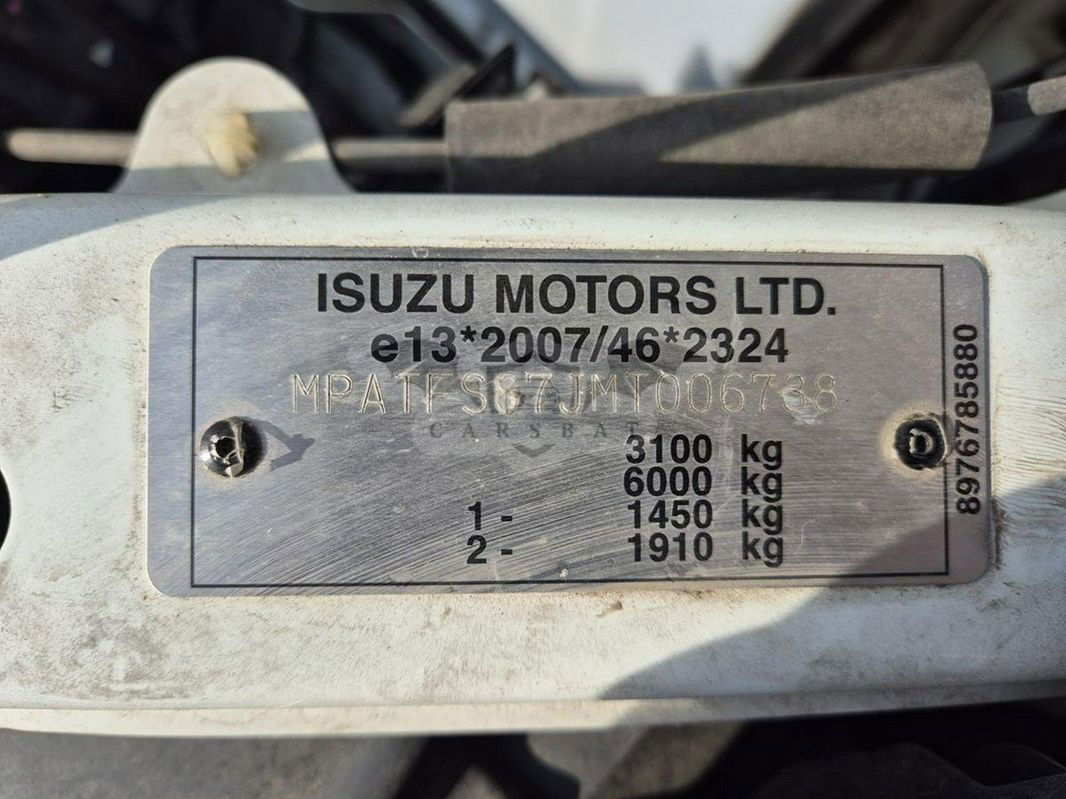 ISUZU MOTORS LTD.
e13*2007/46*2324
MPATFS87JMT006738
CARSBAT
3100 kg
6000 kg
1- 1450 kg
2- 1910 kg
8976785880